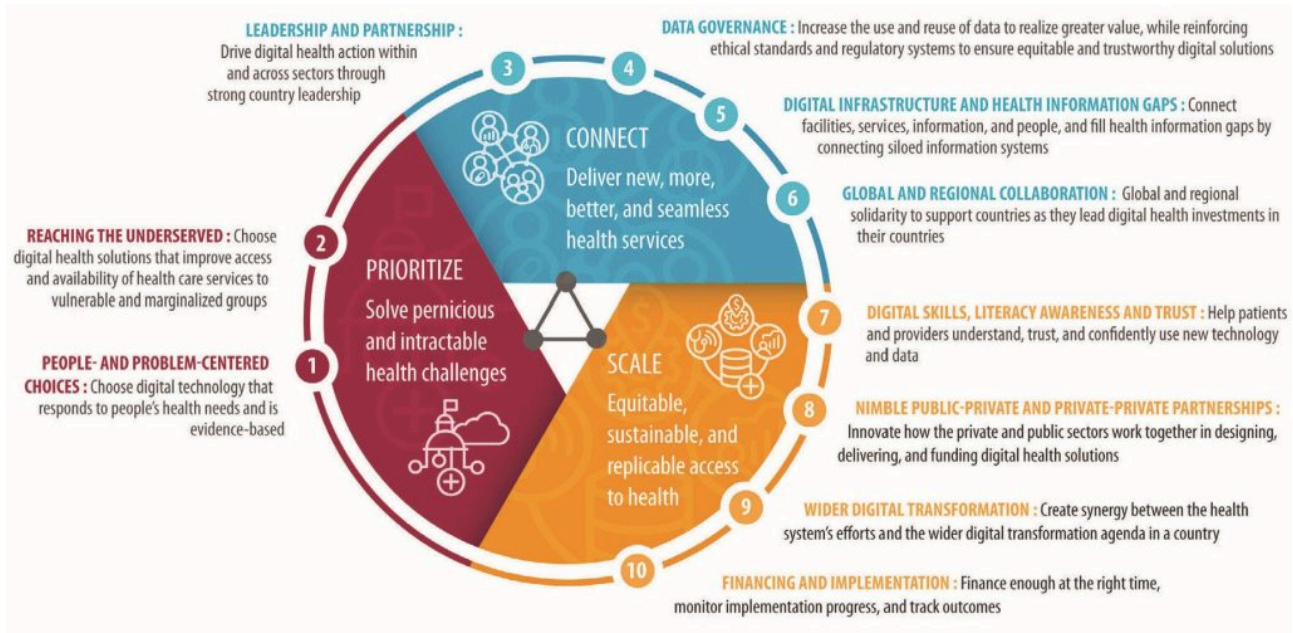 LEADERSHIP AND PARTNERSHIP :
Drive digital health action within
and across sectors through
strong country leadership
3
4
DATA GOVERNANCE : Increase the use and reuse of data to realize greater value, while reinforcing
ethical standards and regulatory systems to ensure equitable and trustworthy digital solutions
5
DIGITAL INFRASTRUCTURE AND HEALTH INFORMATION GAPS : Connect
facilities, services, information, and people, and fill health information gaps by
connecting siloed information systems
6
GLOBAL AND REGIONAL COLLABORATION : Global and regional
solidarity to support countries as they lead digital health investments in
their countries
CONNECT
Deliver new, more,
better, and seamless
health services
2
REACHING THE UNDERSERVED : Choose
digital health solutions that improve access
and availability of health care services to
vulnerable and marginalized groups
1
PEOPLE- AND PROBLEM-CENTERED
CHOICES : Choose digital technology that
responds to people's health needs and is
evidence-based
PRIORITIZE
Solve pernicious
and intractable
health challenges
$
SCALE
Equitable,
sustainable, and
replicable access
to health
7
DIGITAL SKILLS, LITERACY AWARENESS AND TRUST : Help patients
and providers understand, trust, and confidently use new technology
and data
8
NIMBLE PUBLIC-PRIVATE AND PRIVATE-PRIVATE PARTNERSHIPS :
Innovate how the private and public sectors work together in designing,
delivering, and funding digital health solutions
9
WIDER DIGITAL TRANSFORMATION : Create synergy between the health
system's efforts and the wider digital transformation agenda in a country
10
FINANCING AND IMPLEMENTATION : Finance enough at the right time,
monitor implementation progress, and track outcomes